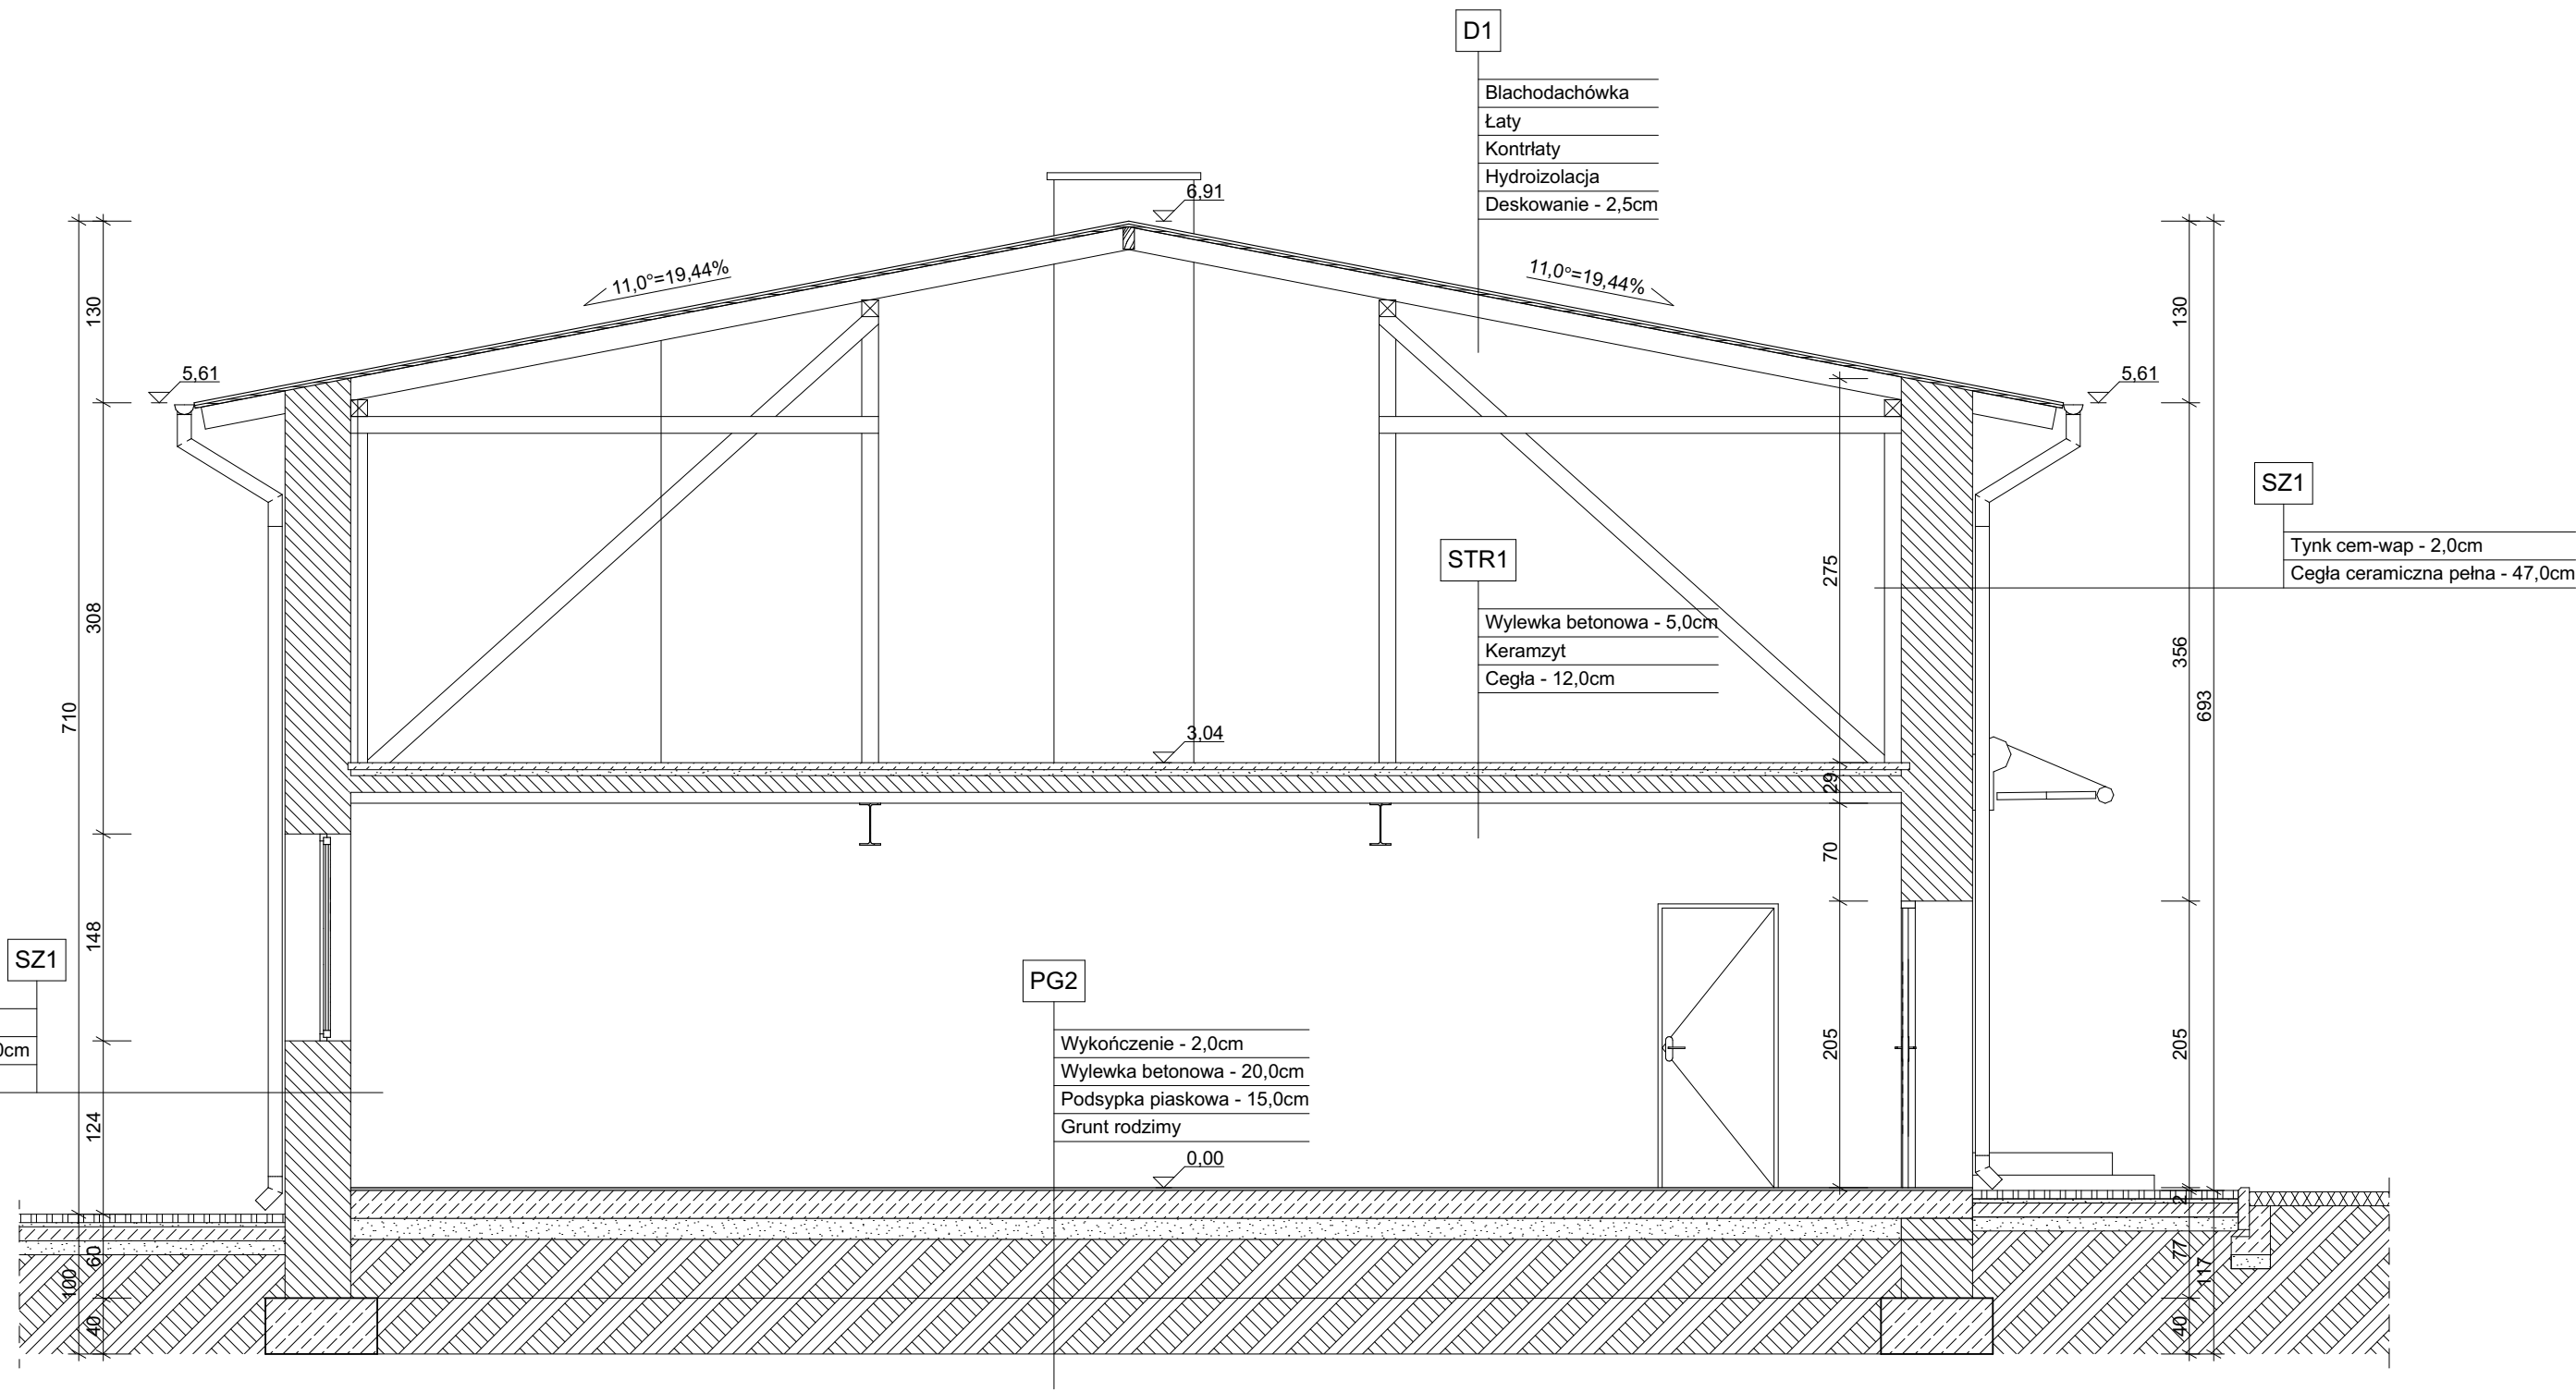 D1
Blachodachówka
Łaty
Kontrłaty
Hydroizolacja
Deskowanie - 2,5cm
6,91
11,0°=19,44%
11,0°=19,44%
130
130
5,61
5,61
SZ1
Tynk cem-wap - 2,0cm
Cegła ceramiczna pełna - 47,0cm
STR1
Wylewka betonowa - 5,0cm
Keramzyt
Cegła - 12,0cm
275
308
356
710
693
3,04
29
70
148
SZ1
0cm
PG2
Wykończenie - 2,0cm
Wylewka betonowa - 20,0cm
Podsypka piaskowa - 15,0cm
Grunt rodzimy
205
205
124
0,00
2
60
100
77
117
40
40